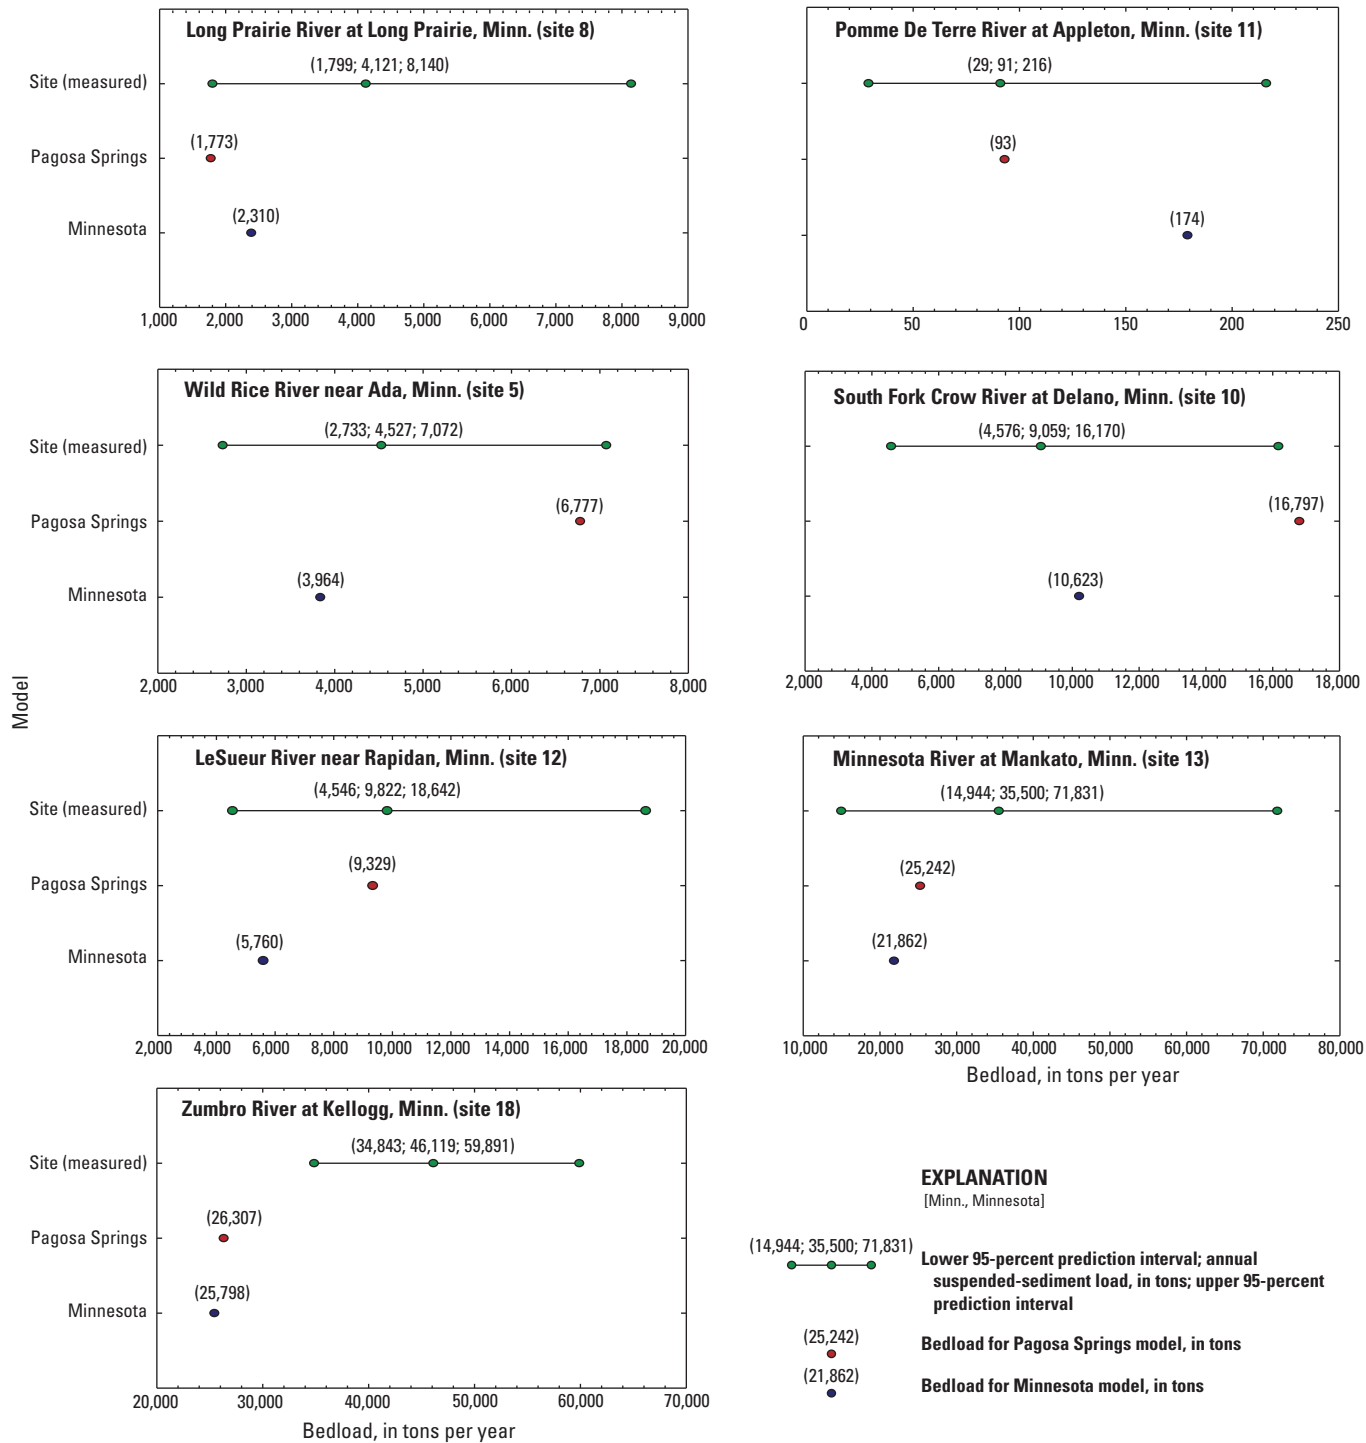 Long Prairie River at Long Prairie, Minn. (site 8)
Site (measured)
(1,799; 4,121; 8,140)
Pagosa Springs
(1,773)
Minnesota
(2,310)
1,000 2,000 3,000 4,000 5,000 6,000 7,000 8,000 9,000
Pomme De Terre River at Appleton, Minn. (site 11)
(29; 91; 216)
(93)
(174)
0 50 100 150 200 250
Wild Rice River near Ada, Minn. (site 5)
Site (measured)
(2,733; 4,527; 7,072)
Pagosa Springs
(6,777)
Minnesota
(3,964)
2,000 3,000 4,000 5,000 6,000 7,000 8,000
South Fork Crow River at Delano, Minn. (site 10)
(4,576; 9,059; 16,170)
(16,797)
(10,623)
2,000 4,000 6,000 8,000 10,000 12,000 14,000 16,000 18,000
Model
LeSueur River near Rapidan, Minn. (site 12)
Site (measured)
(4,546; 9,822; 18,642)
Pagosa Springs
(9,329)
Minnesota
(5,760)
2,000 4,000 6,000 8,000 10,000 12,000 14,000 16,000 18,000 20,000
Minnesota River at Mankato, Minn. (site 13)
(14,944; 35,500; 71,831)
(25,242)
(21,862)
10,000 20,000 30,000 40,000 50,000 60,000 70,000 80,000
Bedload, in tons per year
Zumbro River at Kellogg, Minn. (site 18)
Site (measured)
(34,843; 46,119; 59,891)
Pagosa Springs
(26,307)
Minnesota
(25,798)
20,000 30,000 40,000 50,000 60,000 70,000
Bedload, in tons per year
EXPLANATION
[Minn., Minnesota]
(14,944; 35,500; 71,831)
Lower 95-percent prediction interval; annual
suspended-sediment load, in tons; upper 95-percent
prediction interval
(25,242)
Bedload for Pagosa Springs model, in tons
(21,862)
Bedload for Minnesota model, in tons